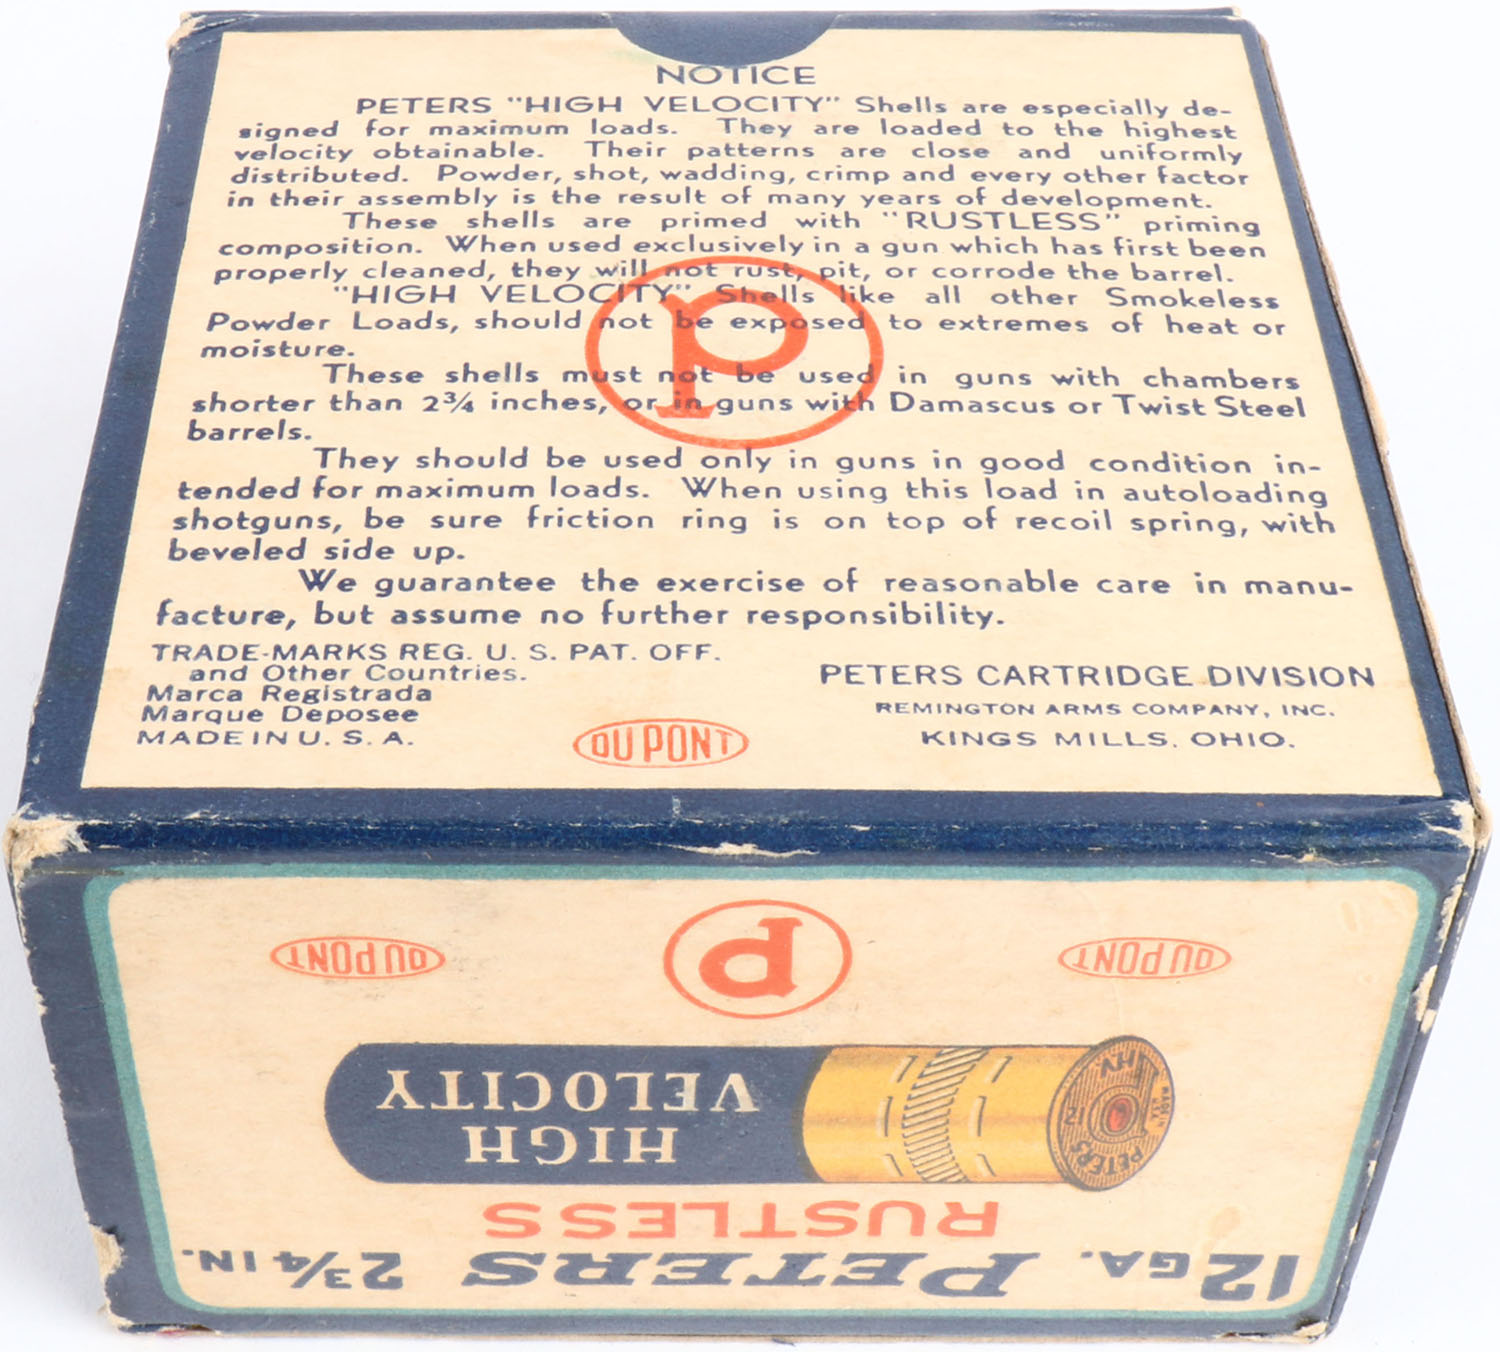 NOTICE
PETERS "HIGH VELOCITY" Shells are especially de-
signed for maximum loads. They are loaded to the highest
velocity obtainable. Their patterns are close and uniformly
distributed. Powder, shot, wadding, crimp and every other factor
in their assembly is the result of many years of development.
These shells are primed with "RUSTLESS" priming
composition. When used exclusively in a gun which has first been
properly cleaned, they will not rust, pit, or corrode the barrel.
"HIGH VELOCITY" Shells like all other Smokeless
Powder Loads, should not be exposed to extremes of heat or
moisture.
These shells must not be used in guns with chambers
shorter than 2¾ inches, or in guns with Damascus or Twist Steel
barrels.
They should be used only in guns in good condition in-
tended for maximum loads. When using this load in autoloading
shotguns, be sure friction ring is on top of recoil spring, with
beveled side up.
We guarantee the exercise of reasonable care in manu-
facture, but assume no further responsibility.
P
TRADE-MARKS REG. U. S. PAT. OFF.
and Other Countries.
Marca Registrada
Marque Deposee
MADE IN U. S. A.
DU PONT
PETERS CARTRIDGE DIVISION
REMINGTON ARMS COMPANY, INC.
KINGS MILLS, OHIO.
12 GA. PETERS 2¾ IN.
RUSTLESS
HIGH
VELOCITY
PETERS
12
HV
MADE IN
U.S.A.
DU PONT
P
DU PONT